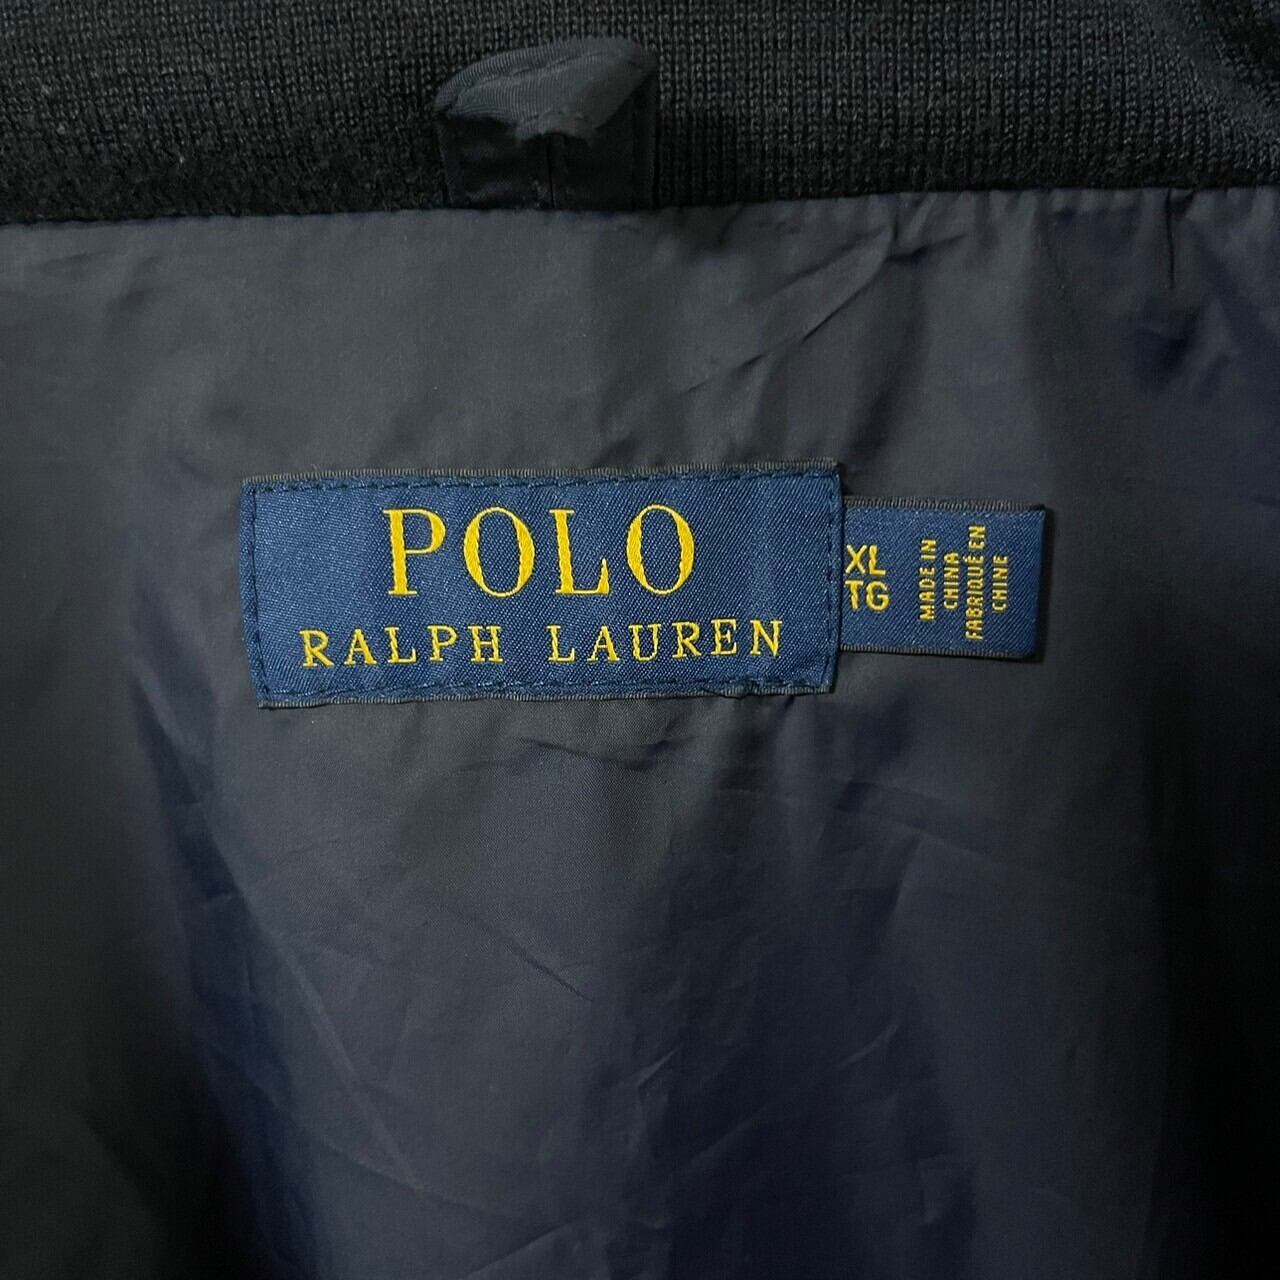 POLO
RALPH LAUREN
XL
TG
MADE IN
CHINA
FABRIQUÉ EN
CHINE